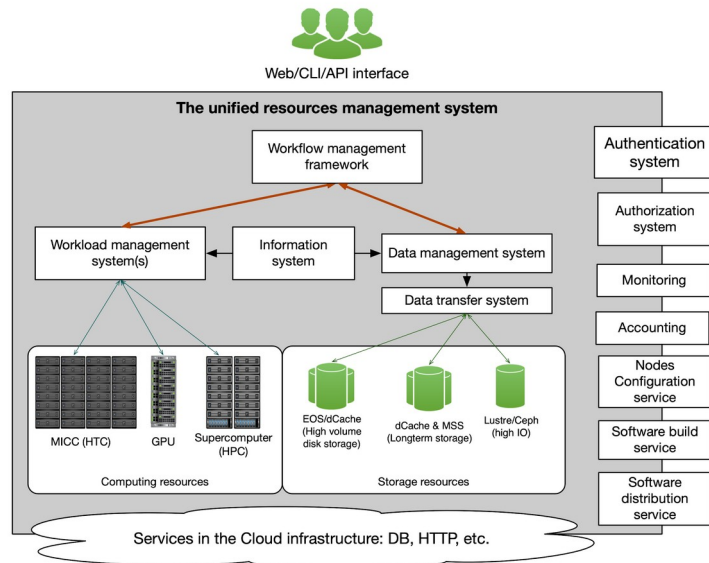 Web/CLI/API interface
The unified resources management system
Workflow management
framework
Workload management
system(s)
Information
system
Data management system
Data transfer system
MICC (HTC)
GPU
Supercomputer
(HPC)
Computing resources
EOS/dCache
(High volume
disk storage)
dCache & MSS
(Longterm storage)
Lustre/Ceph
(high IO)
Storage resources
Authentication
system
Authorization
system
Monitoring
Accounting
Nodes
Configuration
service
Software build
service
Software
distribution
service
Services in the Cloud infrastructure: DB, HTTP, etc.